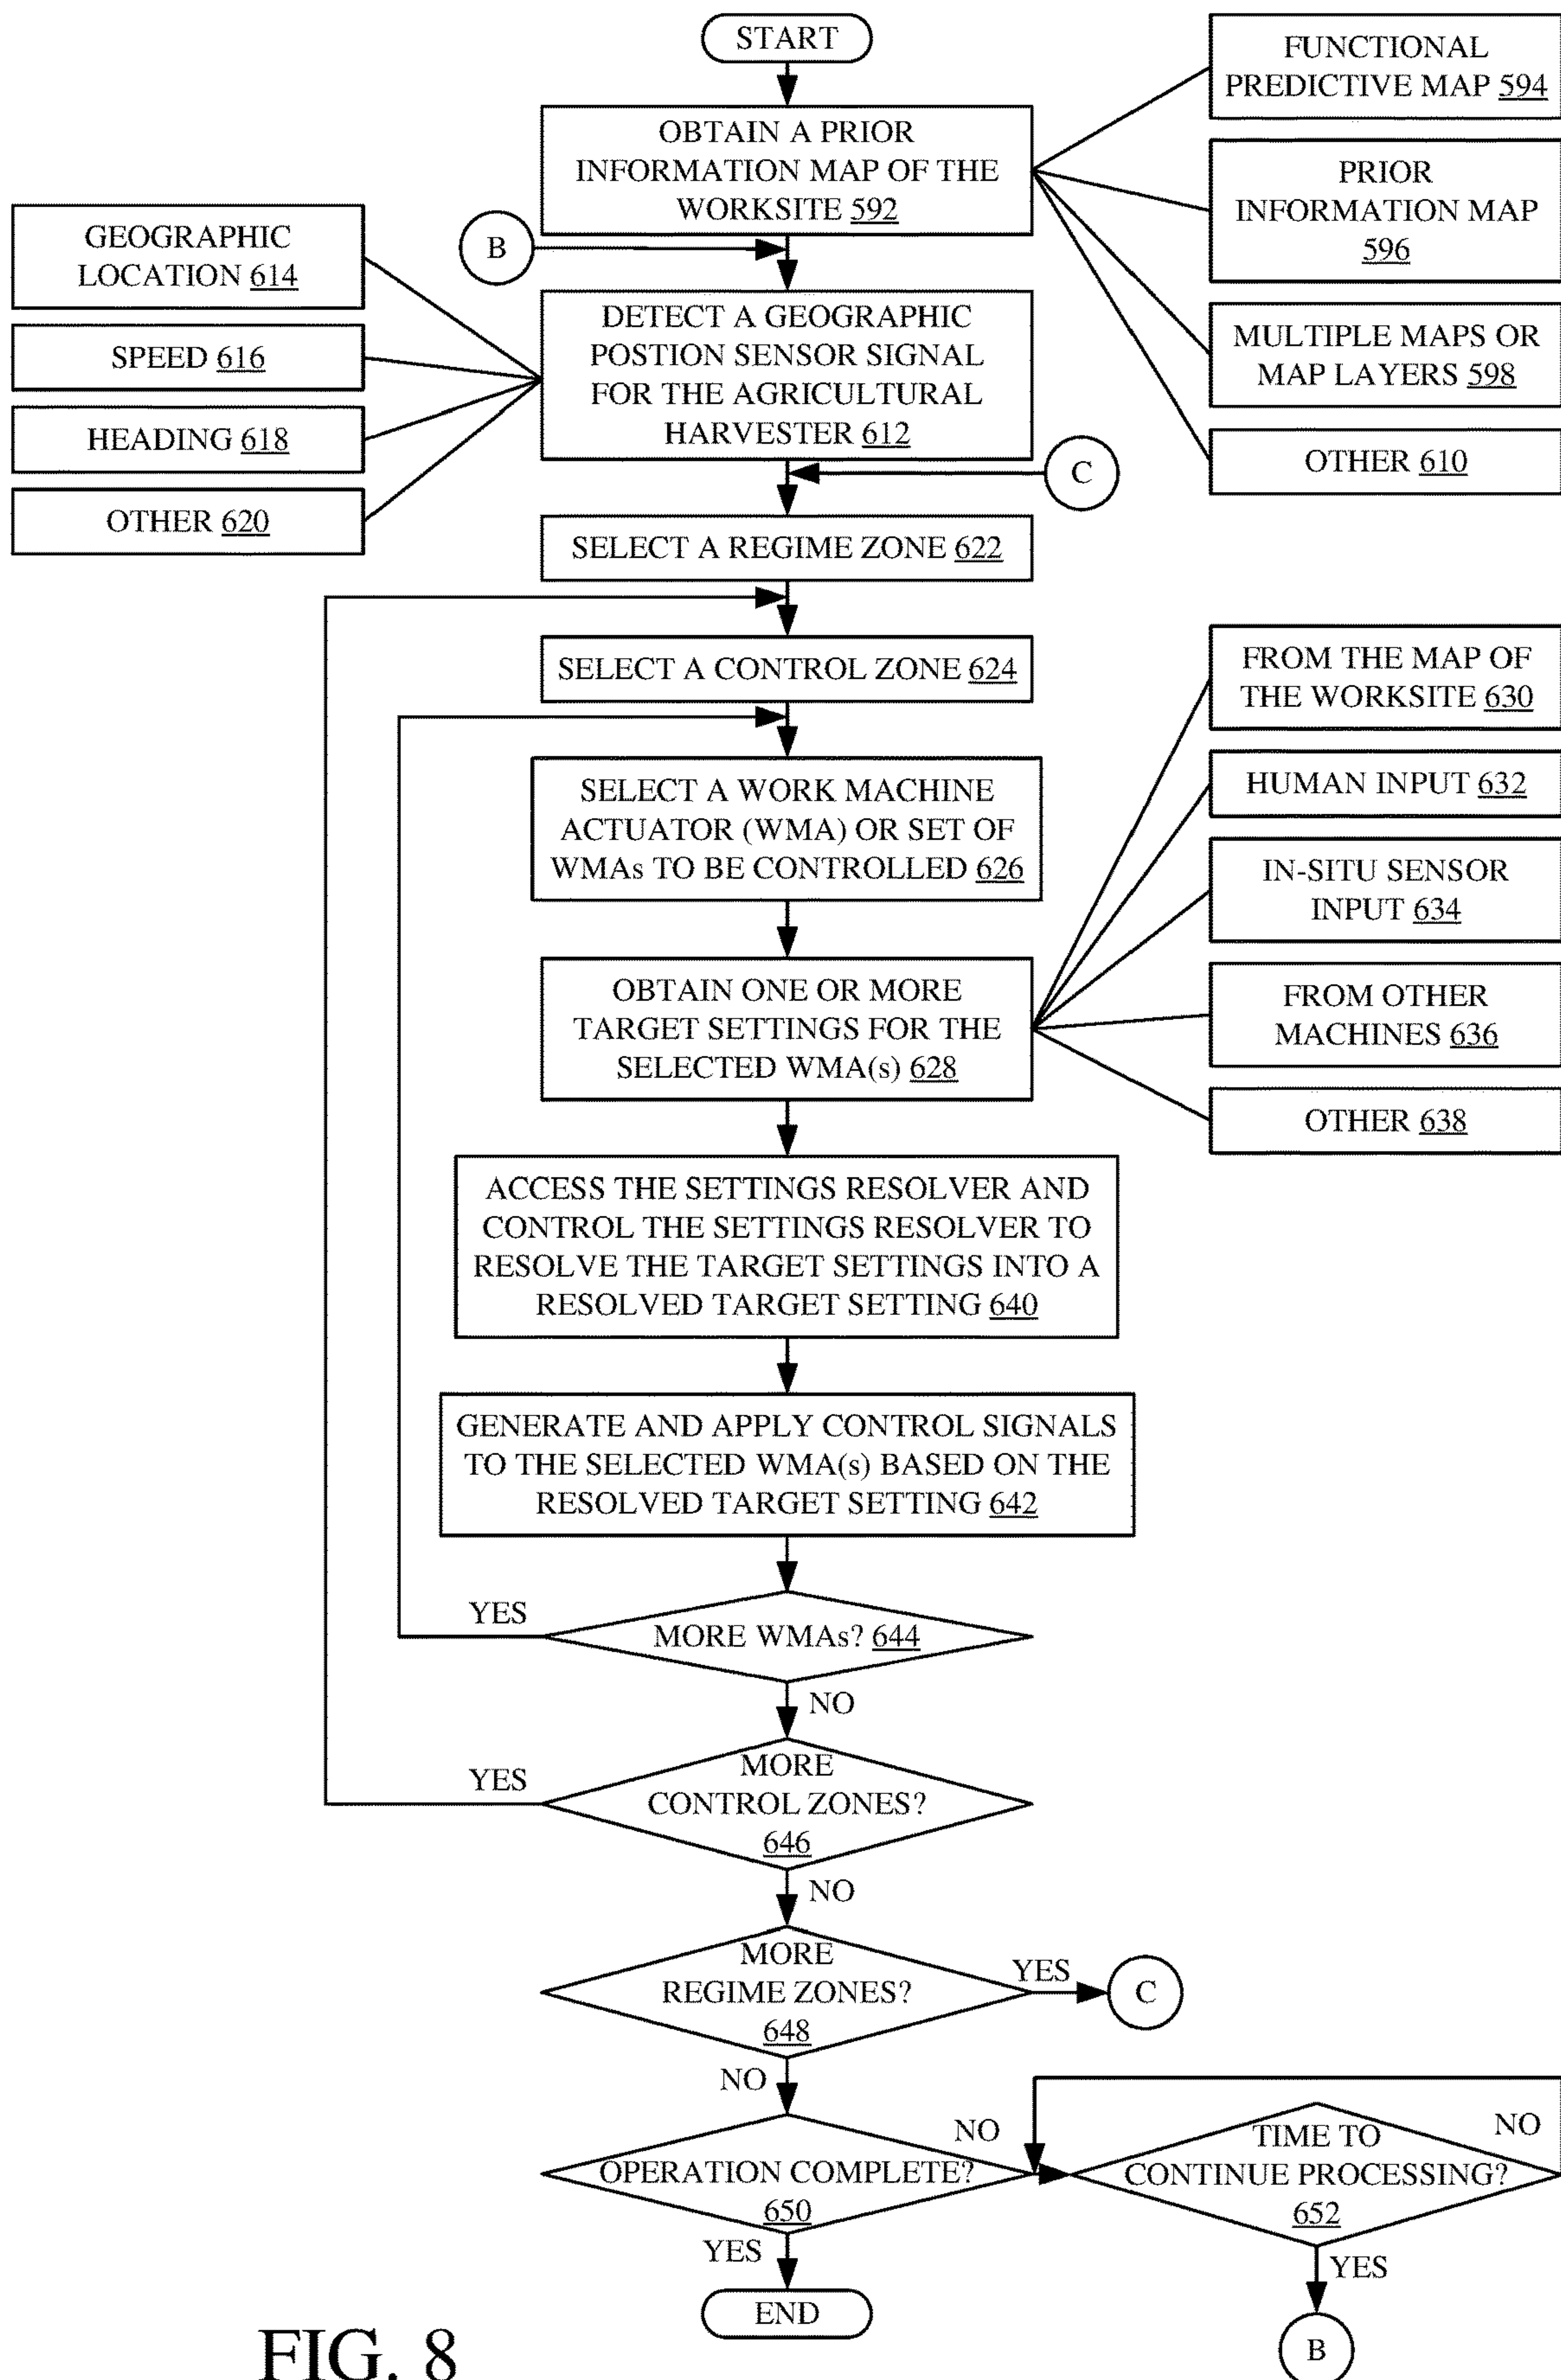 START
OBTAIN A PRIOR
INFORMATION MAP OF THE
WORKSITE 592
FUNCTIONAL
PREDICTIVE MAP 594
PRIOR
INFORMATION MAP
596
MULTIPLE MAPS OR
MAP LAYERS 598
OTHER 610
B
GEOGRAPHIC
LOCATION 614
SPEED 616
HEADING 618
OTHER 620
DETECT A GEOGRAPHIC
POSTION SENSOR SIGNAL
FOR THE AGRICULTURAL
HARVESTER 612
C
SELECT A REGIME ZONE 622
SELECT A CONTROL ZONE 624
SELECT A WORK MACHINE
ACTUATOR (WMA) OR SET OF
WMAs TO BE CONTROLLED 626
OBTAIN ONE OR MORE
TARGET SETTINGS FOR THE
SELECTED WMA(s) 628
FROM THE MAP OF
THE WORKSITE 630
HUMAN INPUT 632
IN-SITU SENSOR
INPUT 634
FROM OTHER
MACHINES 636
OTHER 638
ACCESS THE SETTINGS RESOLVER AND
CONTROL THE SETTINGS RESOLVER TO
RESOLVE THE TARGET SETTINGS INTO A
RESOLVED TARGET SETTING 640
GENERATE AND APPLY CONTROL SIGNALS
TO THE SELECTED WMA(s) BASED ON THE
RESOLVED TARGET SETTING 642
YES
MORE WMAs? 644
NO
YES
MORE
CONTROL ZONES?
646
NO
MORE
REGIME ZONES?
648
YES
C
NO
OPERATION COMPLETE?
650
NO
TIME TO
CONTINUE PROCESSING?
652
NO
YES
YES
END
B
FIG. 8